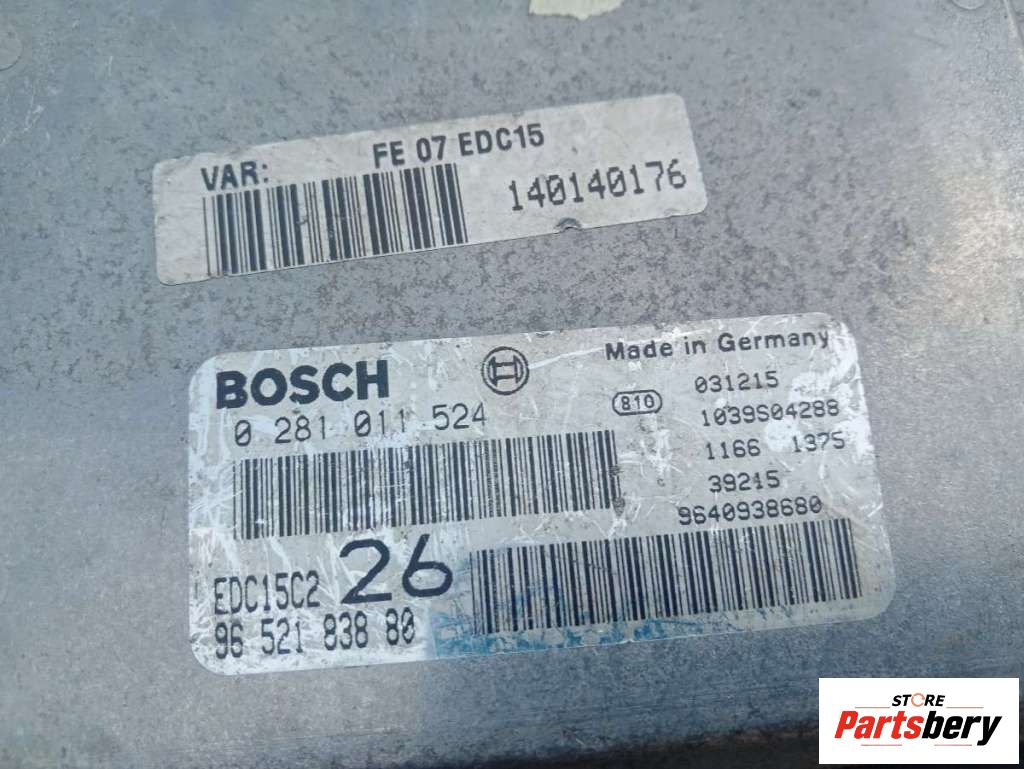 VAR: FE 07 EDC15
140140176
BOSCH
Made in Germany
0 281 011 524
810
031215
1039S04288
1166 1375
39215
9640938680
EDC15C2 26
96 521 838 80
STORE
Partsbery